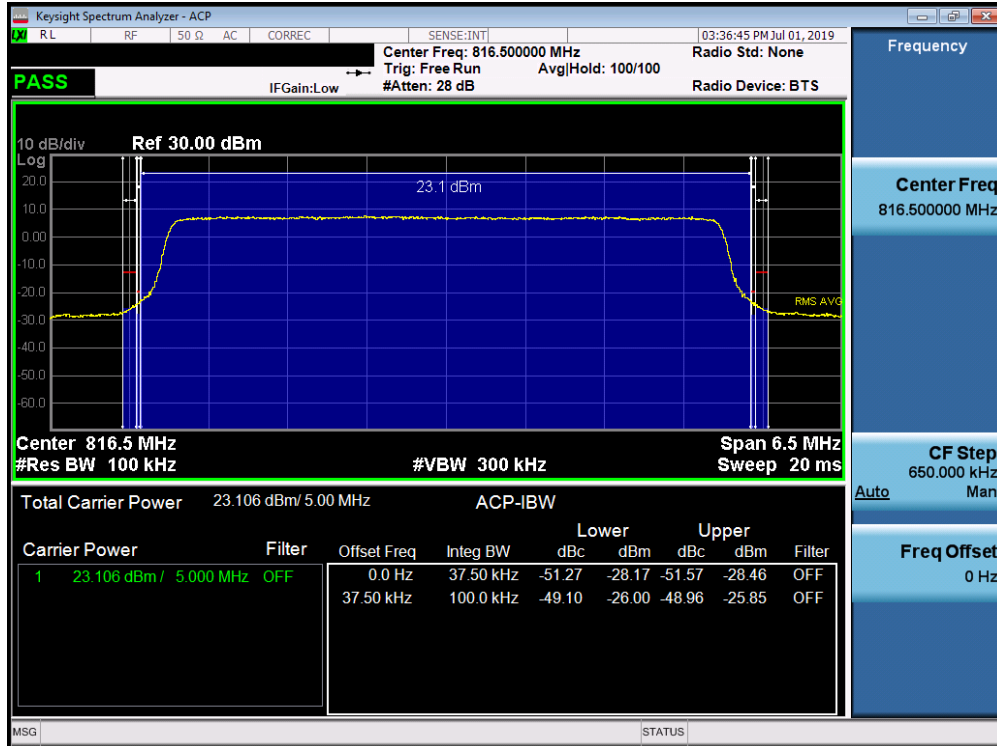 Keysight Spectrum Analyzer - ACP
LXI RL RF 50 Ω AC CORREC SENSE:INT 03:36:45 PM Jul 01, 2019
Center Freq: 816.500000 MHz Radio Std: None
Trig: Free Run Avg|Hold: 100/100
PASS IFGain:Low #Atten: 28 dB Radio Device: BTS
10 dB/div Ref 30.00 dBm
Log
20.0
23.1 dBm
10.0
0.00
-10.0
-20.0
RMS AVG
-30.0
-40.0
-50.0
-60.0
Center 816.5 MHz Span 6.5 MHz
#Res BW 100 kHz #VBW 300 kHz Sweep 20 ms
Total Carrier Power 23.106 dBm/ 5.00 MHz ACP-IBW
Lower Upper
Carrier Power Filter Offset Freq Integ BW dBc dBm dBc dBm Filter
1 23.106 dBm / 5.000 MHz OFF 0.0 Hz 37.50 kHz -51.27 -28.17 -51.57 -28.46 OFF
37.50 kHz 100.0 kHz -49.10 -26.00 -48.96 -25.85 OFF
MSG STATUS
Frequency
Center Freq
816.500000 MHz
CF Step
650.000 kHz
Auto Man
Freq Offset
0 Hz